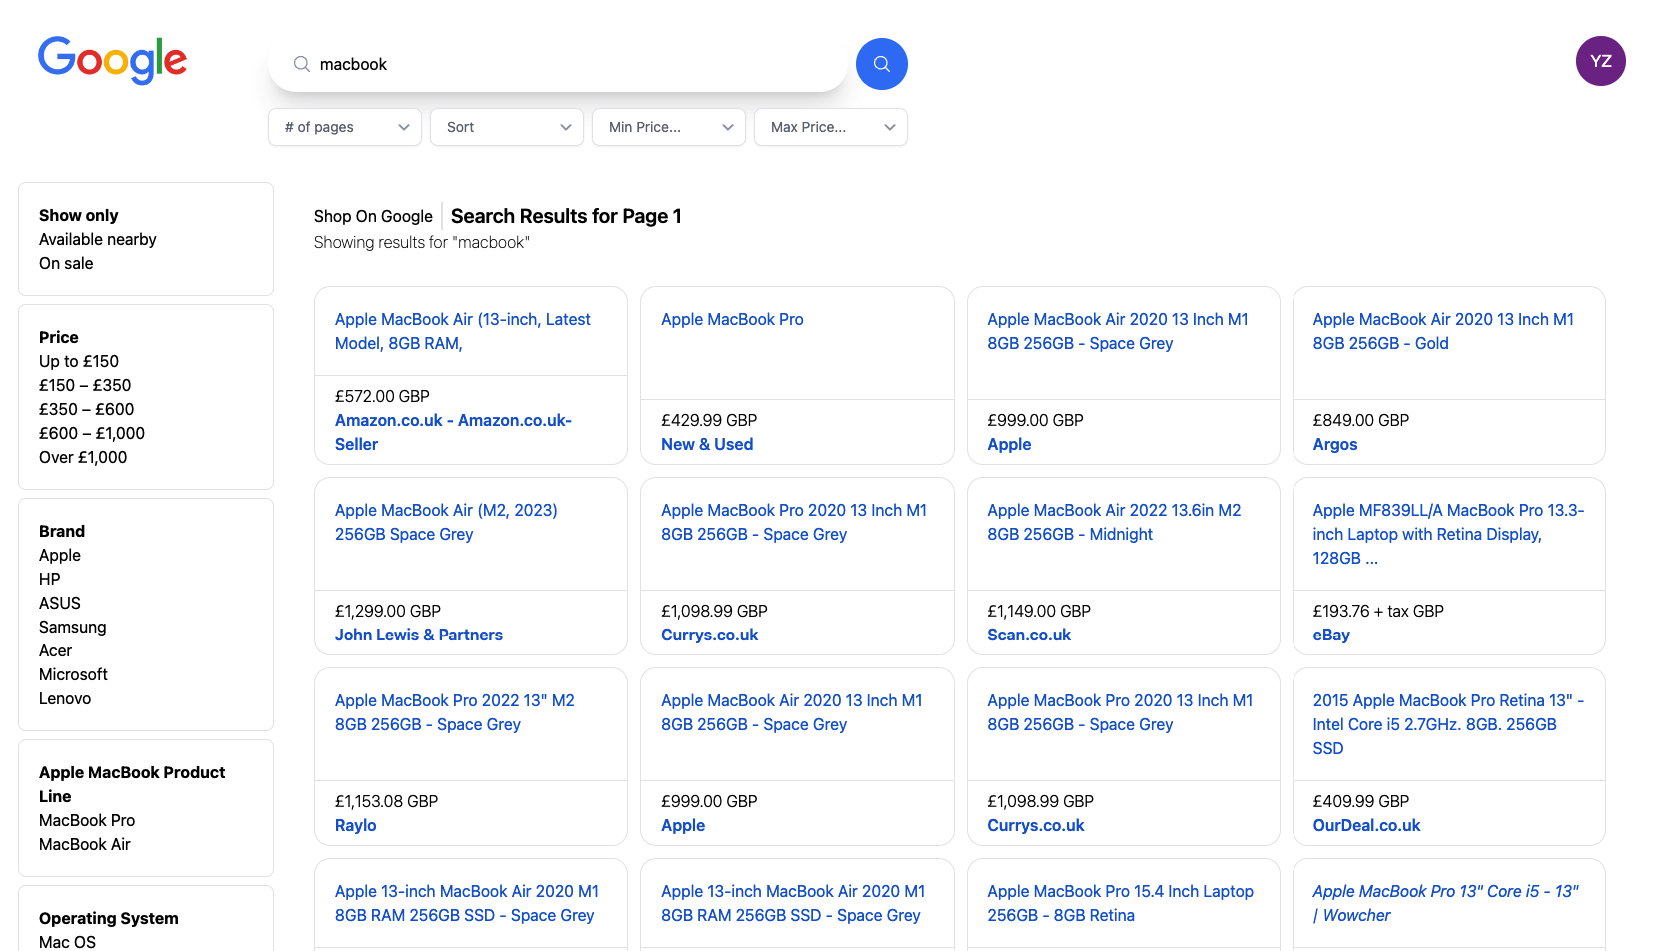 Google
macbook
YZ
# of pages
Sort
Min Price...
Max Price...
Show only
Available nearby
On sale
Price
Up to £150
£150 – £350
£350 – £600
£600 – £1,000
Over £1,000
Brand
Apple
HP
ASUS
Samsung
Acer
Microsoft
Lenovo
Apple MacBook Product
Line
MacBook Pro
MacBook Air
Operating System
Mac OS
Shop On Google
Search Results for Page 1
Showing results for "macbook"
Apple MacBook Air (13-inch, Latest
Model, 8GB RAM,
£572.00 GBP
Amazon.co.uk - Amazon.co.uk-
Seller
Apple MacBook Pro
£429.99 GBP
New & Used
Apple MacBook Air 2020 13 Inch M1
8GB 256GB - Space Grey
£999.00 GBP
Apple
Apple MacBook Air 2020 13 Inch M1
8GB 256GB - Gold
£849.00 GBP
Argos
Apple MacBook Air (M2, 2023)
256GB Space Grey
£1,299.00 GBP
John Lewis & Partners
Apple MacBook Pro 2020 13 Inch M1
8GB 256GB - Space Grey
£1,098.99 GBP
Currys.co.uk
Apple MacBook Air 2022 13.6in M2
8GB 256GB - Midnight
£1,149.00 GBP
Scan.co.uk
Apple MF839LL/A MacBook Pro 13.3-
inch Laptop with Retina Display,
128GB ...
£193.76 + tax GBP
eBay
Apple MacBook Pro 2022 13" M2
8GB 256GB - Space Grey
£1,153.08 GBP
Raylo
Apple MacBook Air 2020 13 Inch M1
8GB 256GB - Space Grey
£999.00 GBP
Apple
Apple MacBook Pro 2020 13 Inch M1
8GB 256GB - Space Grey
£1,098.99 GBP
Currys.co.uk
2015 Apple MacBook Pro Retina 13" -
Intel Core i5 2.7GHz. 8GB. 256GB
SSD
£409.99 GBP
OurDeal.co.uk
Apple 13-inch MacBook Air 2020 M1
8GB RAM 256GB SSD - Space Grey
Apple 13-inch MacBook Air 2020 M1
8GB RAM 256GB SSD - Space Grey
Apple MacBook Pro 15.4 Inch Laptop
256GB - 8GB Retina
Apple MacBook Pro 13" Core i5 - 13"
| Wowcher